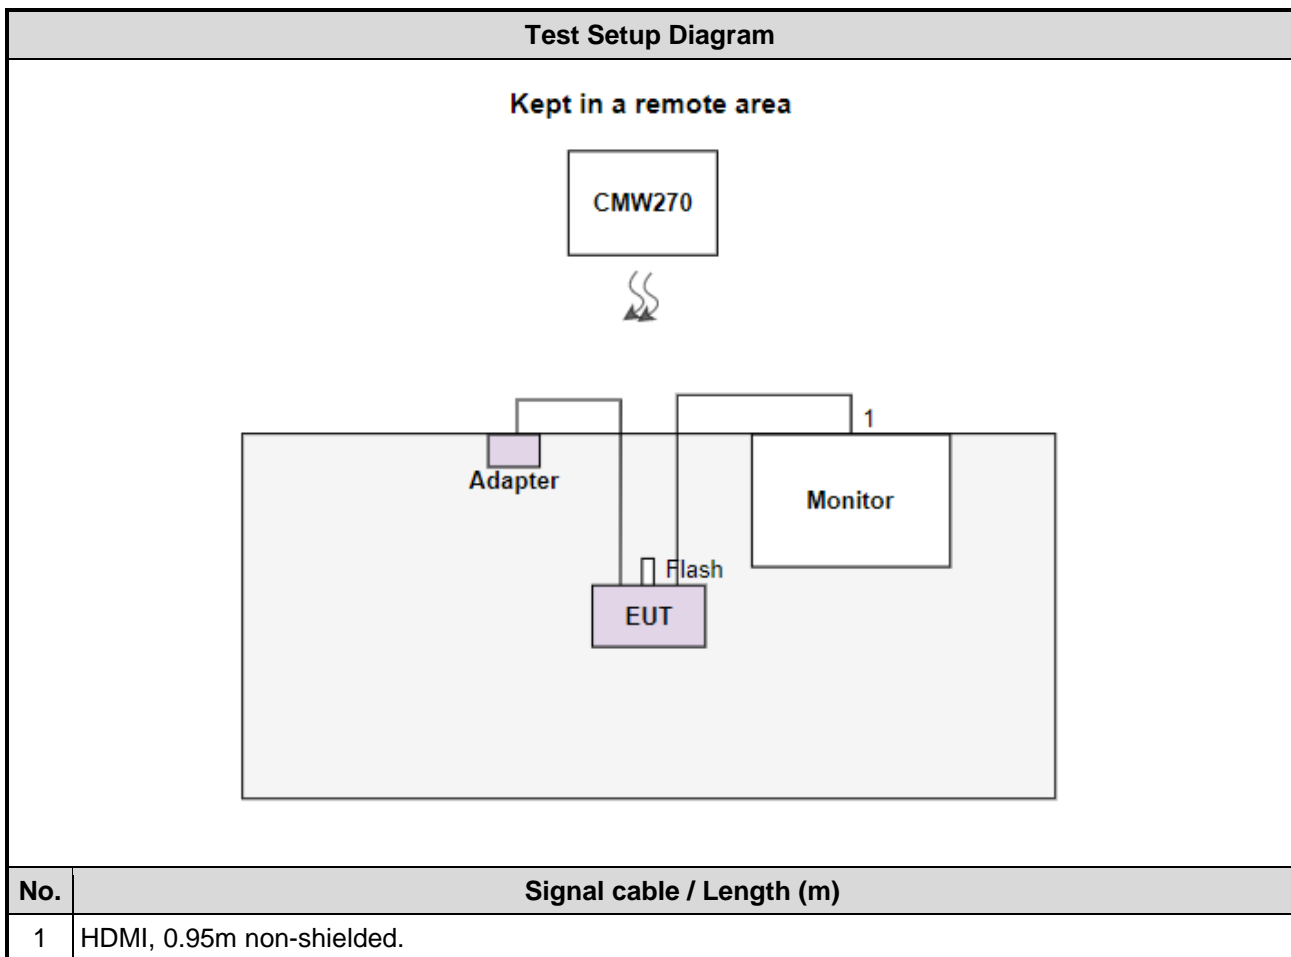 Test Setup Diagram
Kept in a remote area
CMW270
1
Adapter
Monitor
Flash
EUT
No. Signal cable / Length (m)
1 HDMI, 0.95m non-shielded.